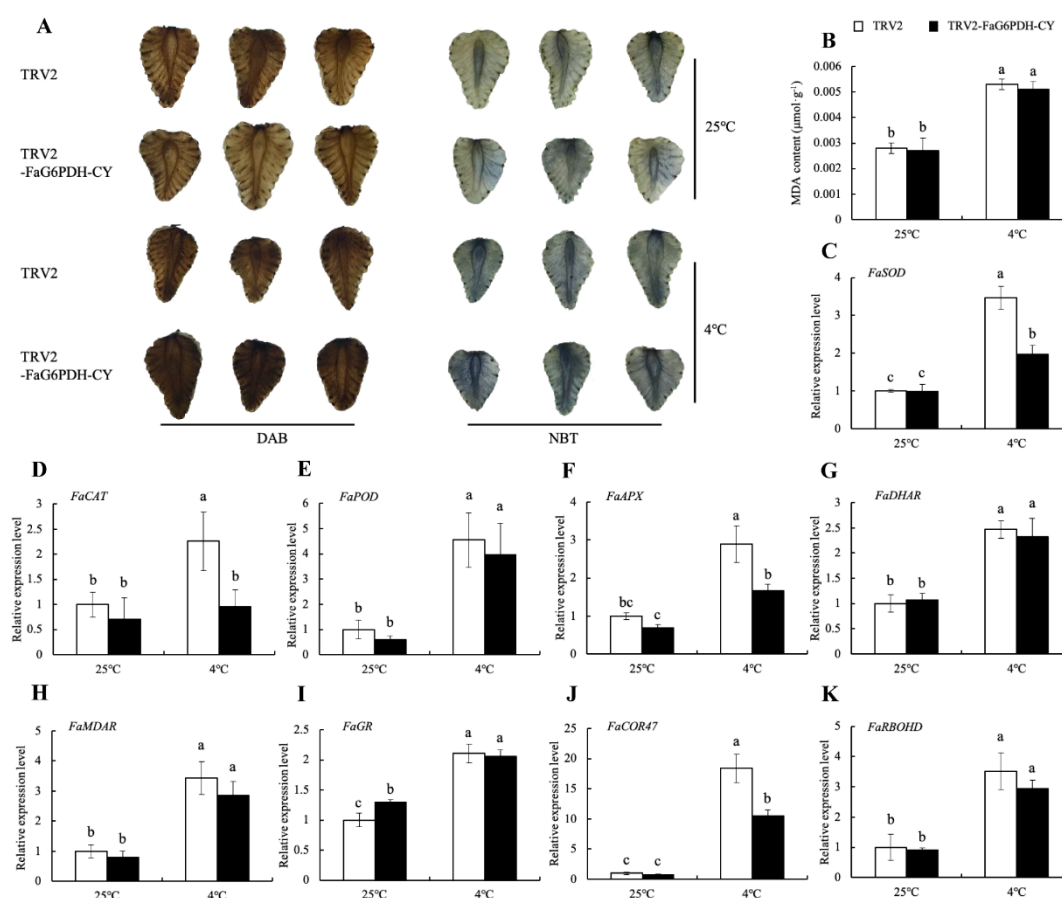 A
TRV2
TRV2
-FaG6PDH-CY
TRV2
TRV2
-FaG6PDH-CY
25℃
4℃
DAB
NBT
TRV2
TRV2-FaG6PDH-CY
B
MDA content (μmol·g⁻¹)
0.006
0.005
0.004
0.003
0.002
0.001
0
b
b
a
a
25℃
4℃
C
FaSOD
Relative expression level
4
3
2
1
0
c
c
a
b
25℃
4℃
D
FaCAT
Relative expression level
3
2.5
2
1.5
1
0.5
0
b
b
a
b
25℃
4℃
E
FaPOD
Relative expression level
6
5
4
3
2
1
0
b
b
a
a
25℃
4℃
F
FaAPX
Relative expression level
4
3
2
1
0
bc
c
a
b
25℃
4℃
G
FaDHAR
Relative expression level
3
2.5
2
1.5
1
0.5
0
b
b
a
a
25℃
4℃
H
FaMDAR
Relative expression level
5
4
3
2
1
0
b
b
a
a
25℃
4℃
I
FaGR
Relative expression level
2.5
2
1.5
1
0.5
0
c
b
a
a
25℃
4℃
J
FaCOR47
Relative expression level
25
20
15
10
5
0
c
c
a
b
25℃
4℃
K
FaRBOHD
Relative expression level
5
4
3
2
1
0
b
b
a
a
25℃
4℃